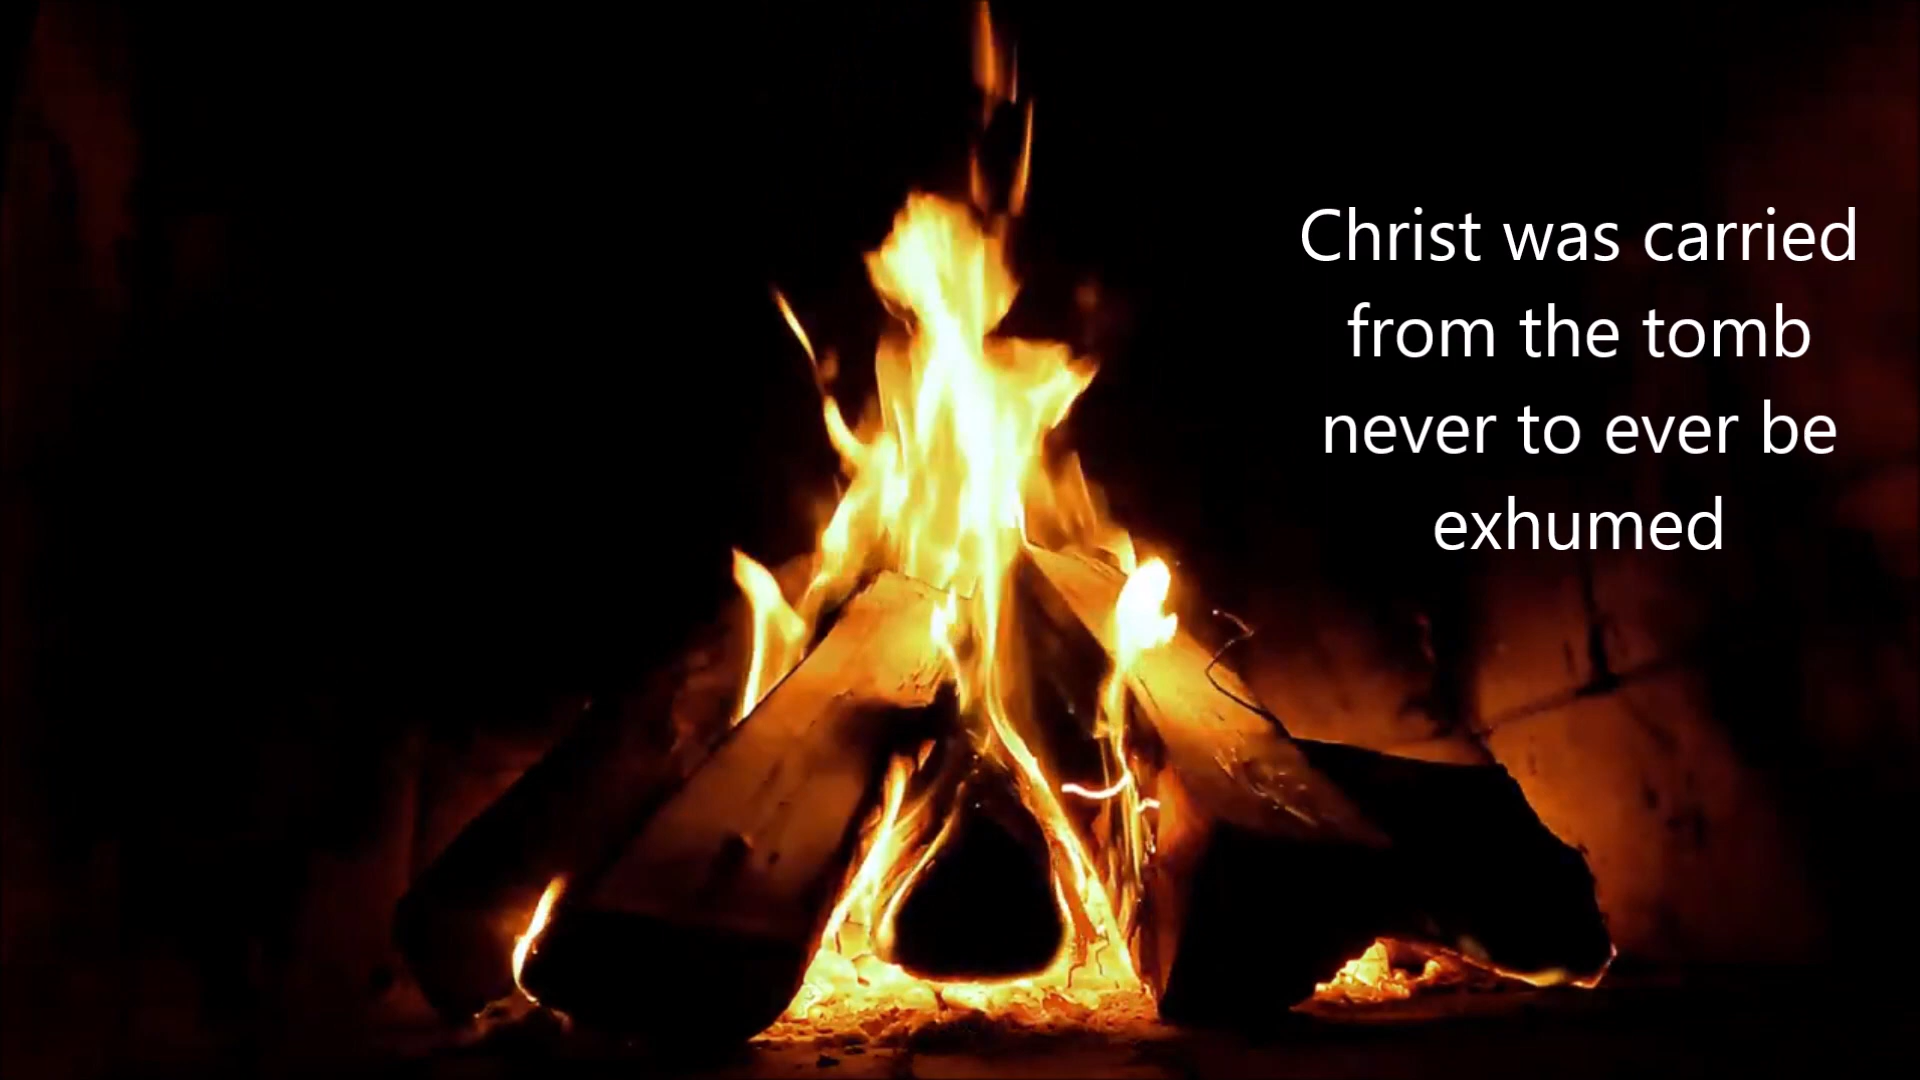 Christ was carried
from the tomb
never to ever be
exhumed